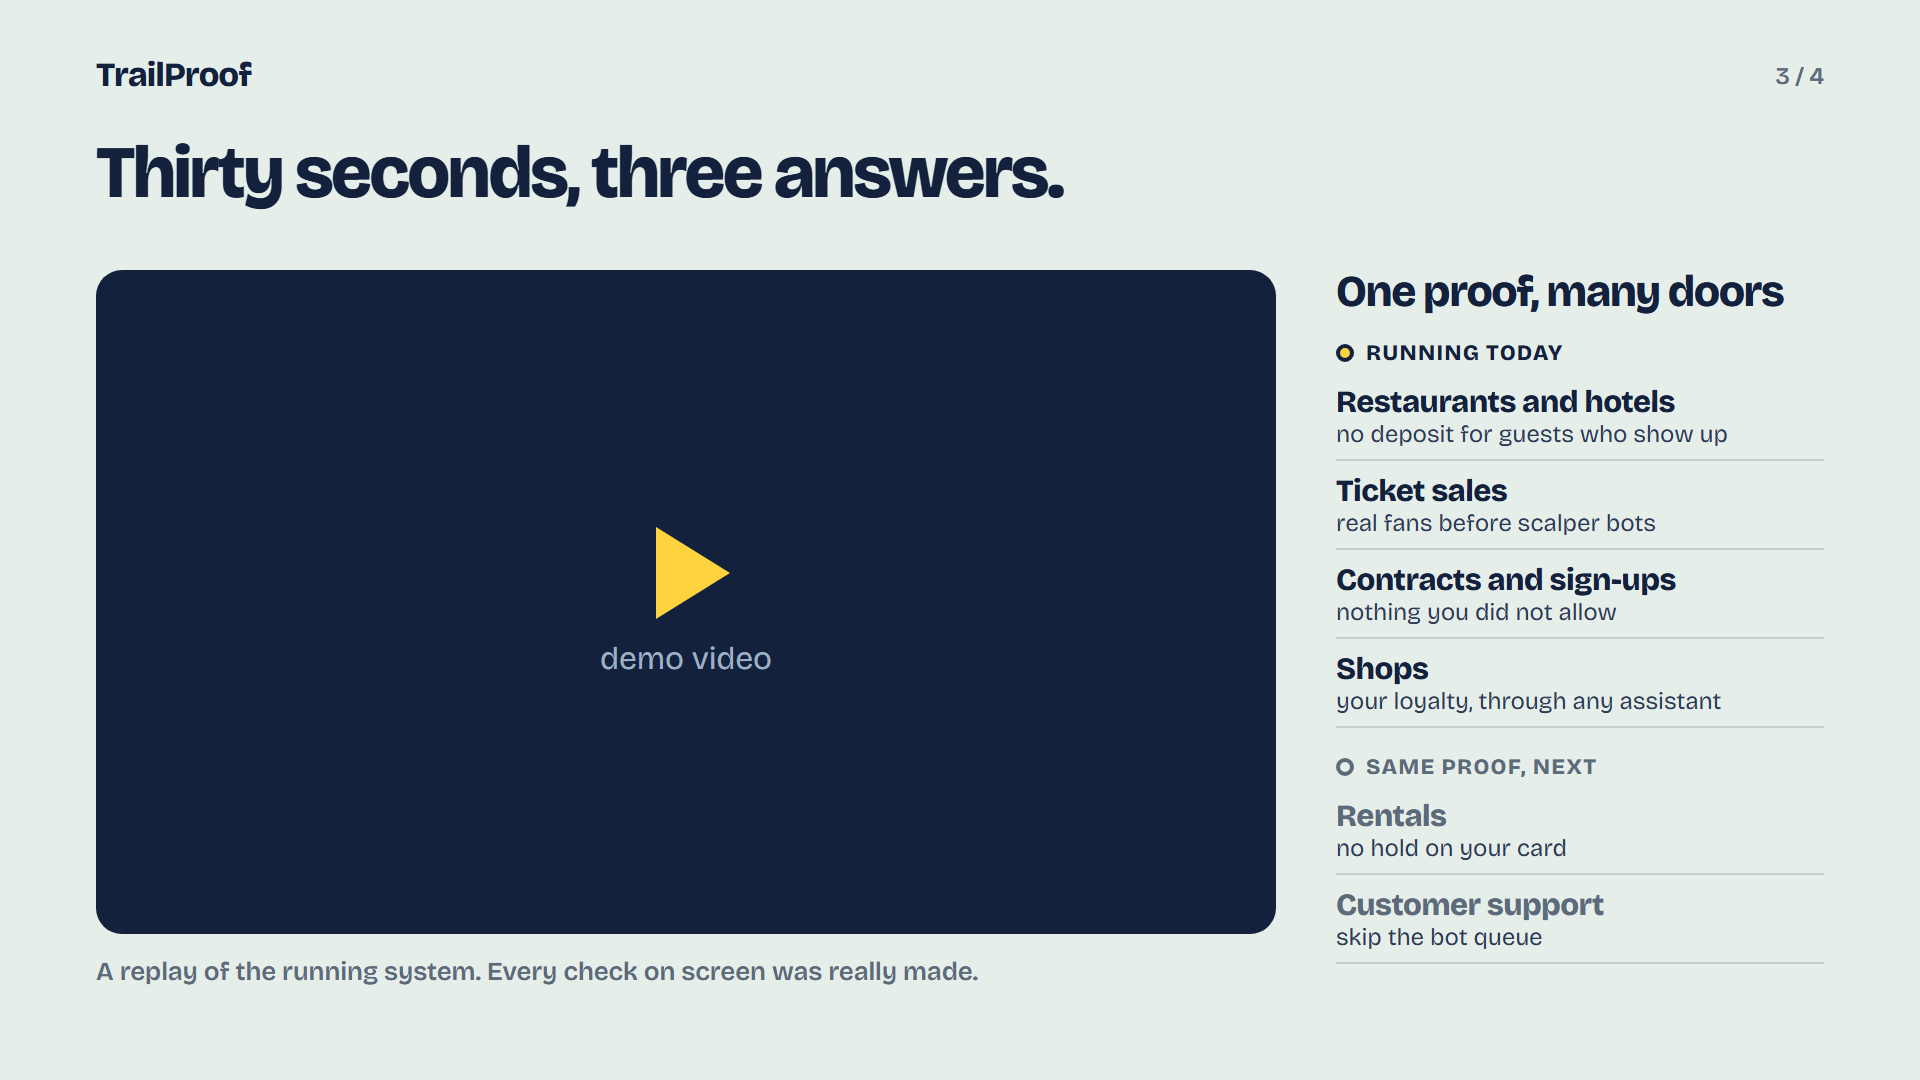 TrailProof
3 / 4
Thirty seconds, three answers.
demo video
A replay of the running system. Every check on screen was really made.
One proof, many doors
RUNNING TODAY
Restaurants and hotels
no deposit for guests who show up
Ticket sales
real fans before scalper bots
Contracts and sign-ups
nothing you did not allow
Shops
your loyalty, through any assistant
SAME PROOF, NEXT
Rentals
no hold on your card
Customer support
skip the bot queue